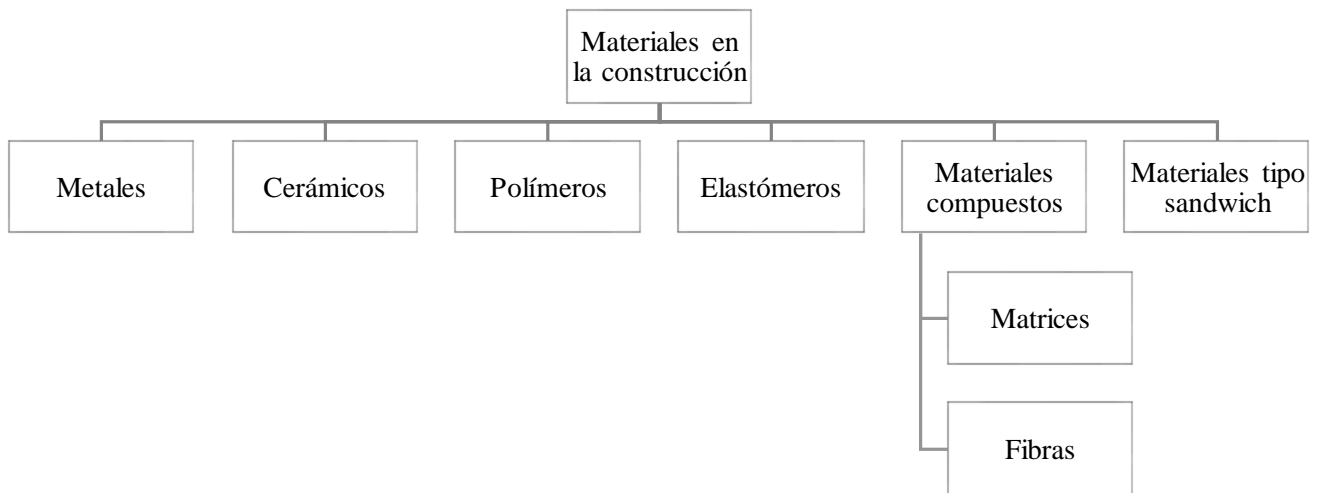 Materiales en
la construcción
Metales
Cerámicos
Polímeros
Elastómeros
Materiales
compuestos
Materiales tipo
sandwich
Matrices
Fibras